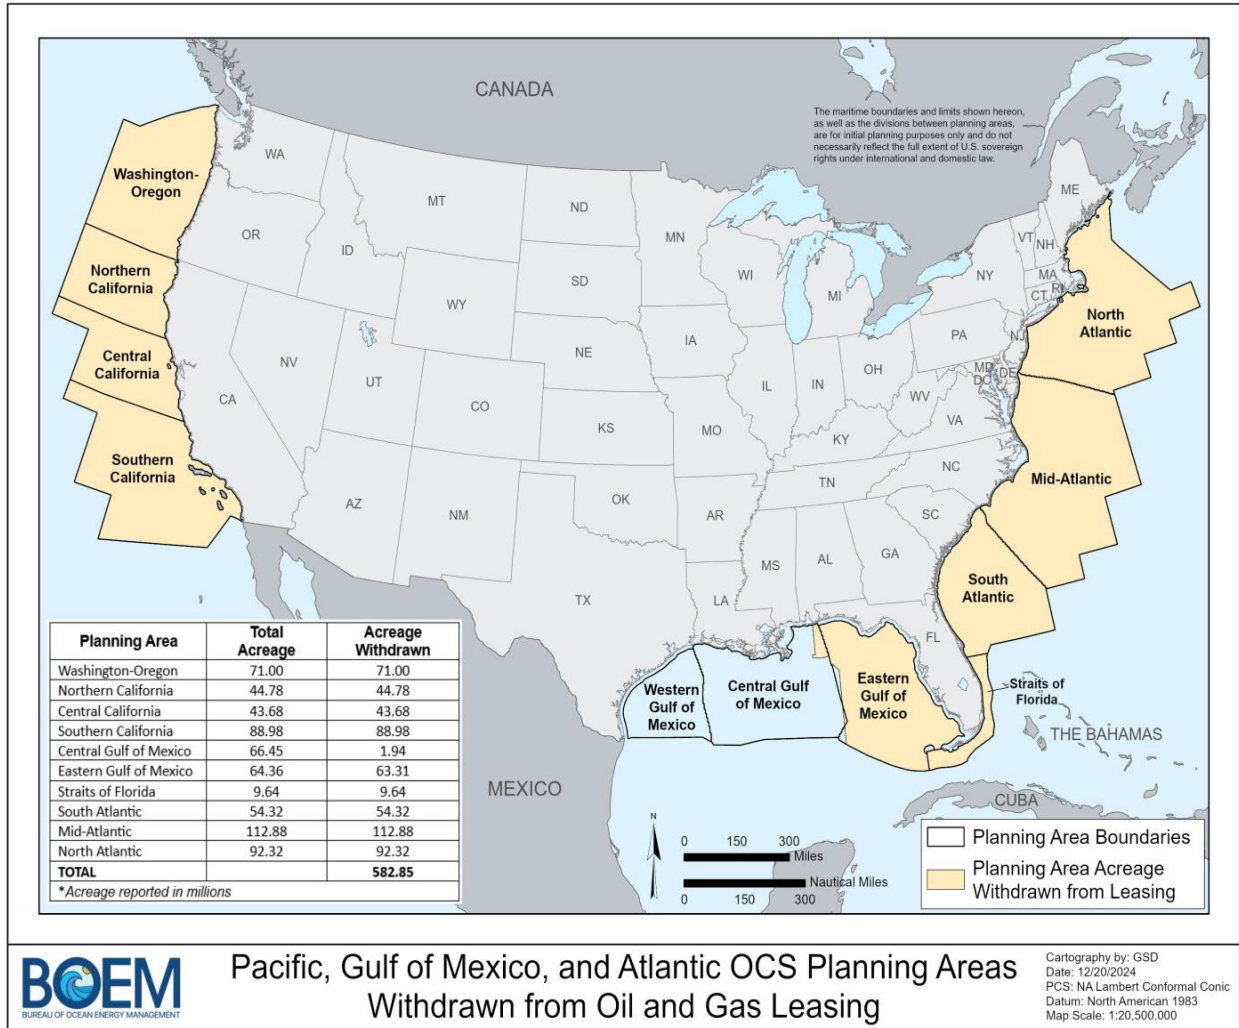 CANADA
The maritime boundaries and limits shown hereon,
as well as the divisions between planning areas,
are for initial planning purposes only and do not
necessarily reflect the full extent of U.S. sovereign
rights under international and domestic law.
Washington-
Oregon
Northern
California
Central
California
Southern
California
WA
OR
ID
MT
ND
SD
MN
WI
MI
WY
NE
IA
NV
UT
CA
CO
KS
MO
IL
IN
OH
KY
WV
VA
PA
NY
VT
NH
ME
MA
RI
CT
NJ
MD
DE
DC
AZ
NM
OK
AR
TN
NC
SC
TX
LA
MS
AL
GA
FL
North
Atlantic
Mid-Atlantic
South
Atlantic
Straits of
Florida
Western
Gulf of
Mexico
Central Gulf
of Mexico
Eastern
Gulf of
Mexico
THE BAHAMAS
CUBA
MEXICO
Planning Area Total Acreage Acreage Withdrawn
Washington-Oregon 71.00 71.00
Northern California 44.78 44.78
Central California 43.68 43.68
Southern California 88.98 88.98
Central Gulf of Mexico 66.45 1.94
Eastern Gulf of Mexico 64.36 63.31
Straits of Florida 9.64 9.64
South Atlantic 54.32 54.32
Mid-Atlantic 112.88 112.88
North Atlantic 92.32 92.32
TOTAL 582.85
*Acreage reported in millions
N
0 150 300
Miles
Nautical Miles
0 150 300
Planning Area Boundaries
Planning Area Acreage
Withdrawn from Leasing
BOEM
BUREAU OF OCEAN ENERGY MANAGEMENT
Pacific, Gulf of Mexico, and Atlantic OCS Planning Areas
Withdrawn from Oil and Gas Leasing
Cartography by: GSD
Date: 12/20/2024
PCS: NA Lambert Conformal Conic
Datum: North American 1983
Map Scale: 1:20,500,000